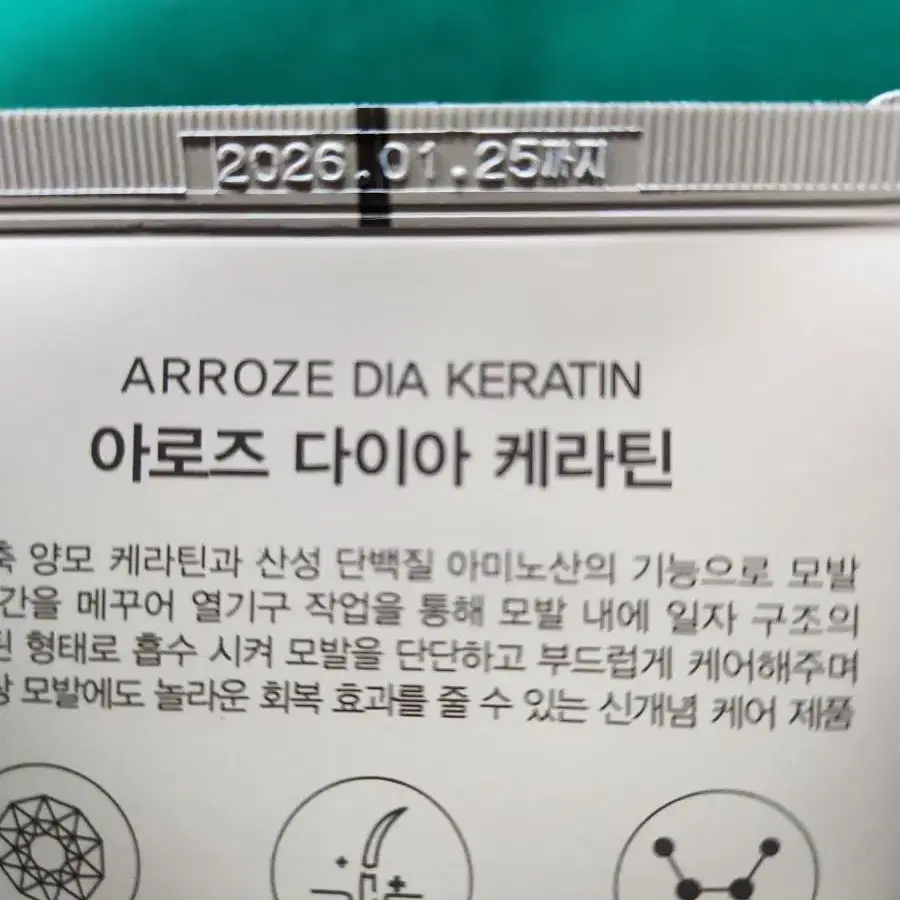 2026.01.25까지
ARROZE DIA KERATIN
아로즈 다이아 케라틴
양모 케라틴과 산성 단백질 아미노산의 기능으로 모발
메꾸어 열기구 작업을 통해 모발 내에 일자 구조의
형태로 흡수 시켜 모발을 단단하고 부드럽게 케어해주며
모발에도 놀라운 회복 효과를 줄 수 있는 신개념 케어 제품